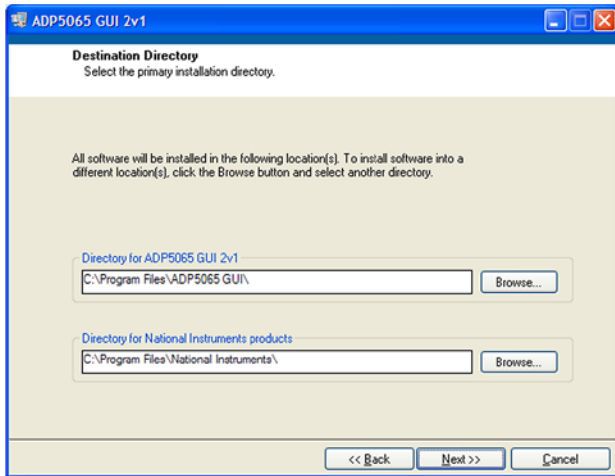 ADP5065 GUI 2v1
Destination Directory
Select the primary installation directory.
All software will be installed in the following location(s). To install software into a
different location(s), click the Browse button and select another directory.
Directory for ADP5065 GUI 2v1
C:\Program Files\ADP5065 GUI\
Browse...
Directory for National Instruments products
C:\Program Files\National Instruments\
Browse...
<< Back
Next >>
Cancel